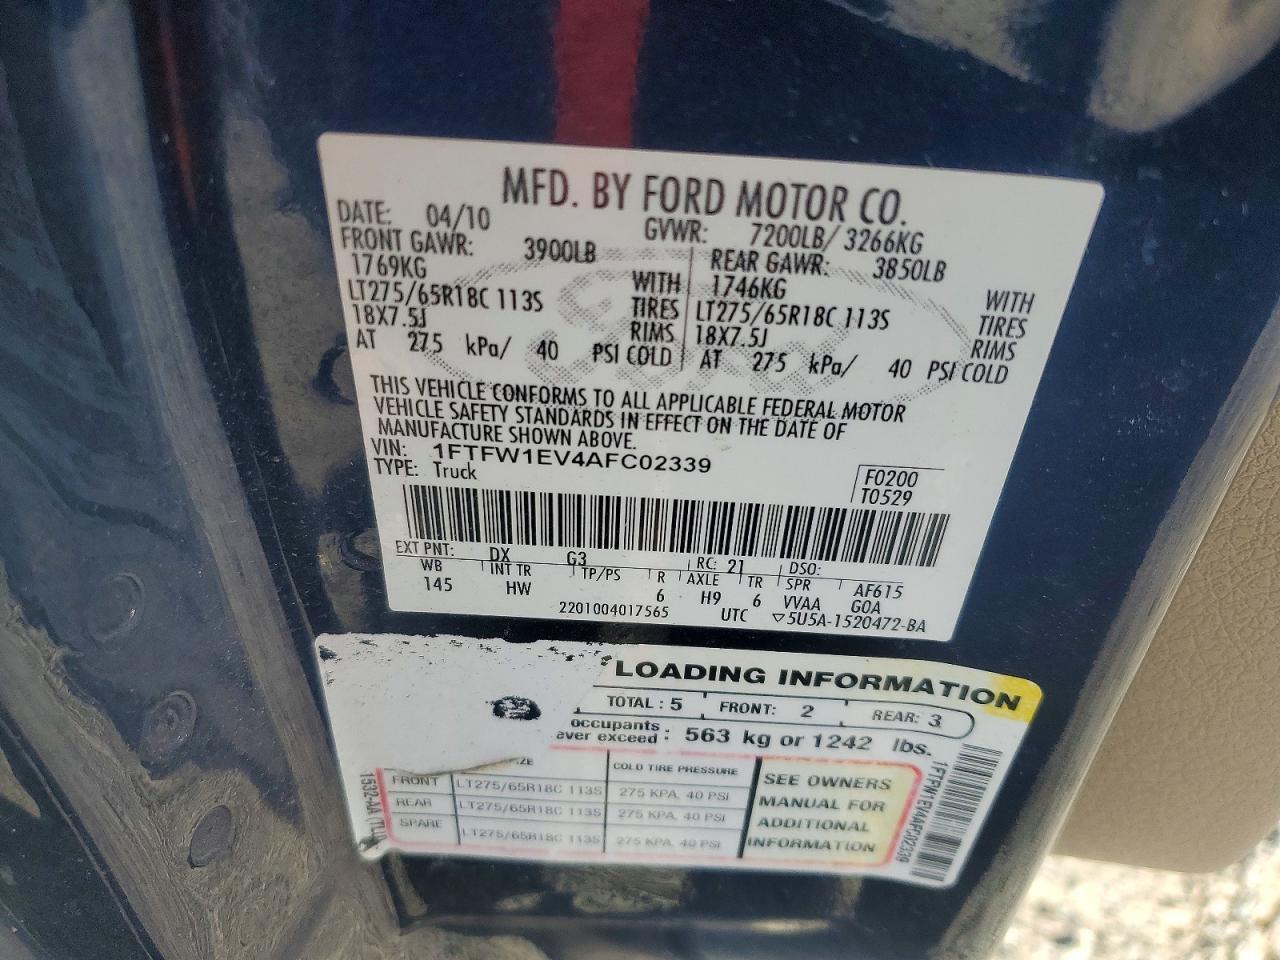 MFD. BY FORD MOTOR CO.
DATE: 04/10 GVWR: 7200LB/ 3266KG
FRONT GAWR: 3900LB REAR GAWR: 3850LB
1769KG WITH 1746KG WITH
LT275/65R18C 113S TIRES LT275/65R18C 113S TIRES
18X7.5J RIMS 18X7.5J RIMS
AT 275 kPa/ 40 PSI COLD AT 275 kPa/ 40 PSI COLD
THIS VEHICLE CONFORMS TO ALL APPLICABLE FEDERAL MOTOR
VEHICLE SAFETY STANDARDS IN EFFECT ON THE DATE OF
MANUFACTURE SHOWN ABOVE.
VIN: 1FTFW1EV4AFC02339
TYPE: Truck F0200
T0529
EXT PNT: DX G3 RC: 21 DSO:
WB INT TR TP/PS R AXLE TR SPR AF615
145 HW 6 H9 6 VVAA GOA
2201004017565 UTC ▽5U5A-1520472-BA
LOADING INFORMATION
TOTAL : 5 FRONT: 2 REAR: 3
occupants
ever exceed : 563 kg or 1242 lbs.
COLD TIRE PRESSURE
FRONT LT275/65R18C 113S 275 KPA, 40 PSI
REAR LT275/65R18C 113S 275 KPA, 40 PSI
SPARE LT275/65R18C 113S 275 KPA, 40 PSI
SEE OWNERS
MANUAL FOR
ADDITIONAL
INFORMATION
1FTFW1EV4AFC02339